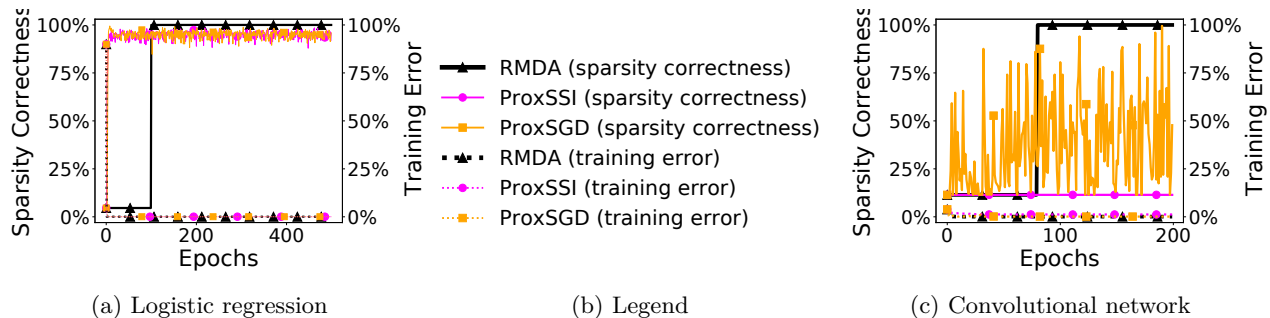 Sparsity Correctness
100%
75%
50%
25%
0%
0
200
400
Epochs
100%
75%
50%
25%
0%
Training Error
(a) Logistic regression
RMDA (sparsity correctness)
ProxSSI (sparsity correctness)
ProxSGD (sparsity correctness)
RMDA (training error)
ProxSSI (training error)
ProxSGD (training error)
(b) Legend
Sparsity Correctness
100%
75%
50%
25%
0%
0
100
200
Epochs
100%
75%
50%
25%
0%
Training Error
(c) Convolutional network